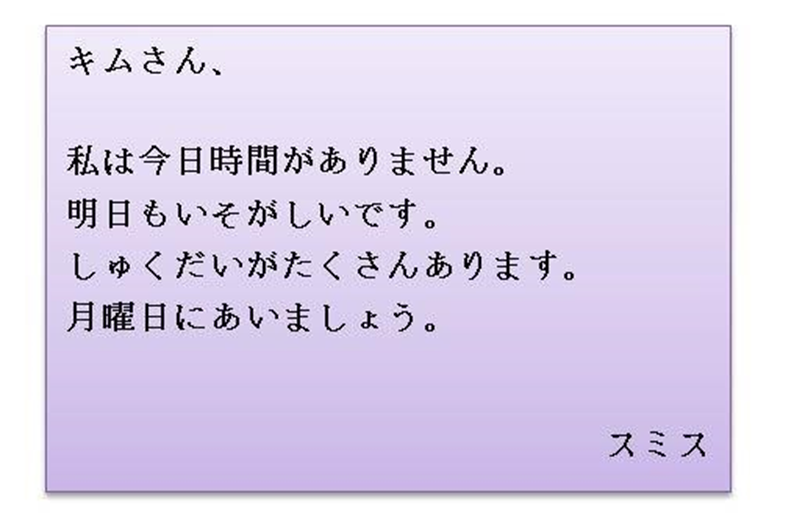 キムさん、
私は今日時間がありません。
明日もいそがしいです。
しゅくだいがたくさんあります。
月曜日にあいましょう。
スミス